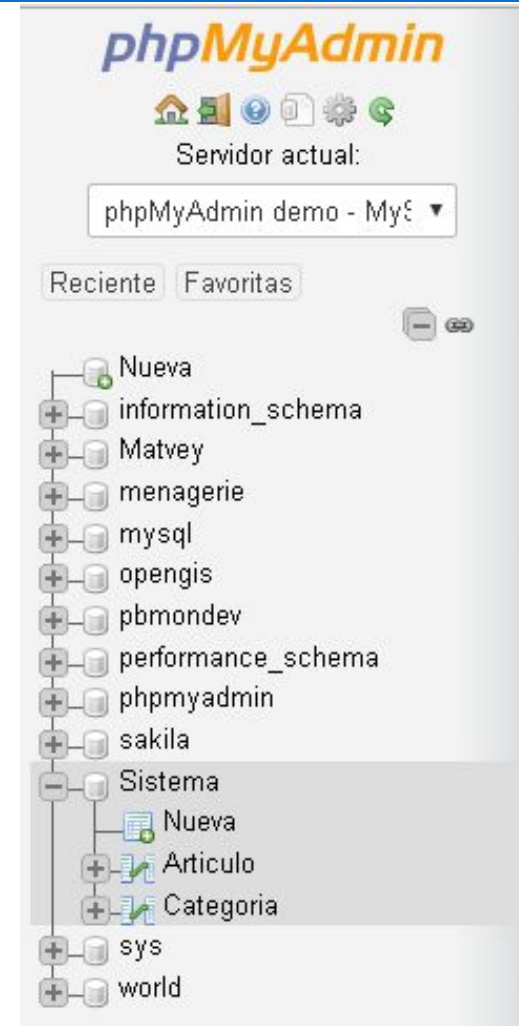 phpMyAdmin
Servidor actual:
phpMyAdmin demo - MyS
Reciente Favoritas
Nueva
information_schema
Matvey
menagerie
mysql
opengis
pbmondev
performance_schema
phpmyadmin
sakila
Sistema
Nueva
Articulo
Categoria
sys
world